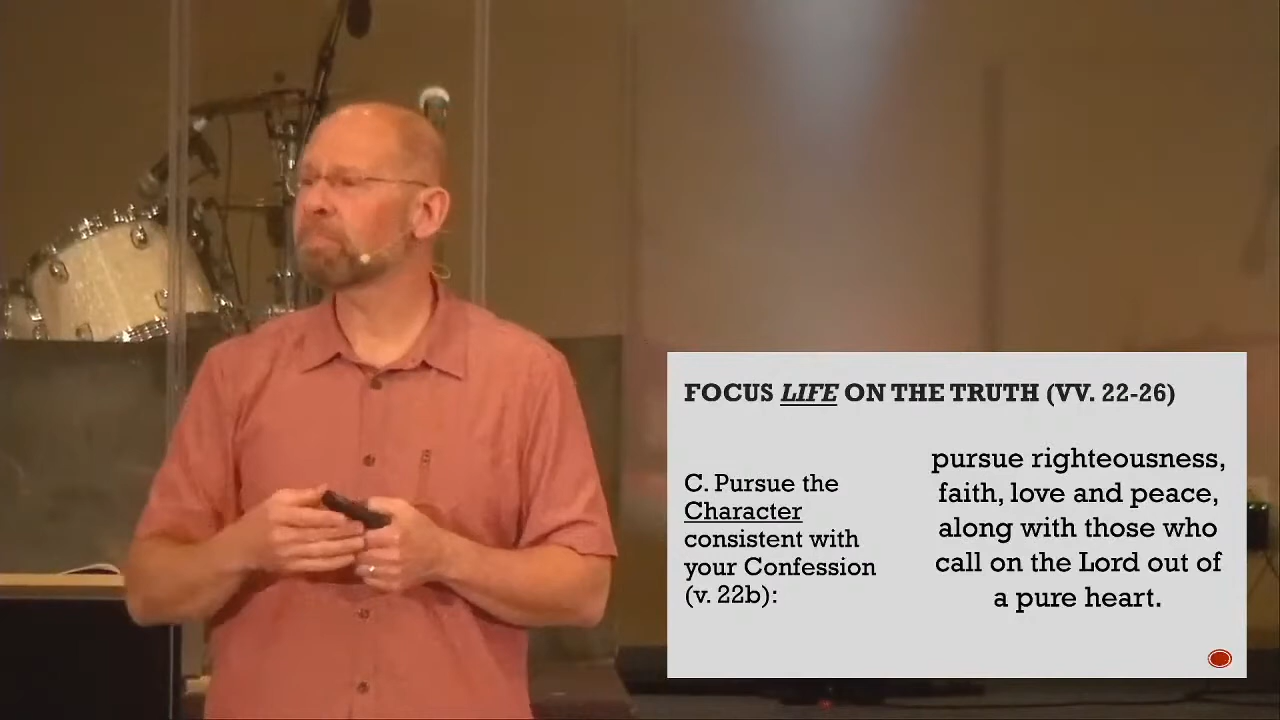 FOCUS LIFE ON THE TRUTH (VV. 22-26)
C. Pursue the
Character
consistent with
your Confession
(v. 22b):
pursue righteousness,
faith, love and peace,
along with those who
call on the Lord out of
a pure heart.